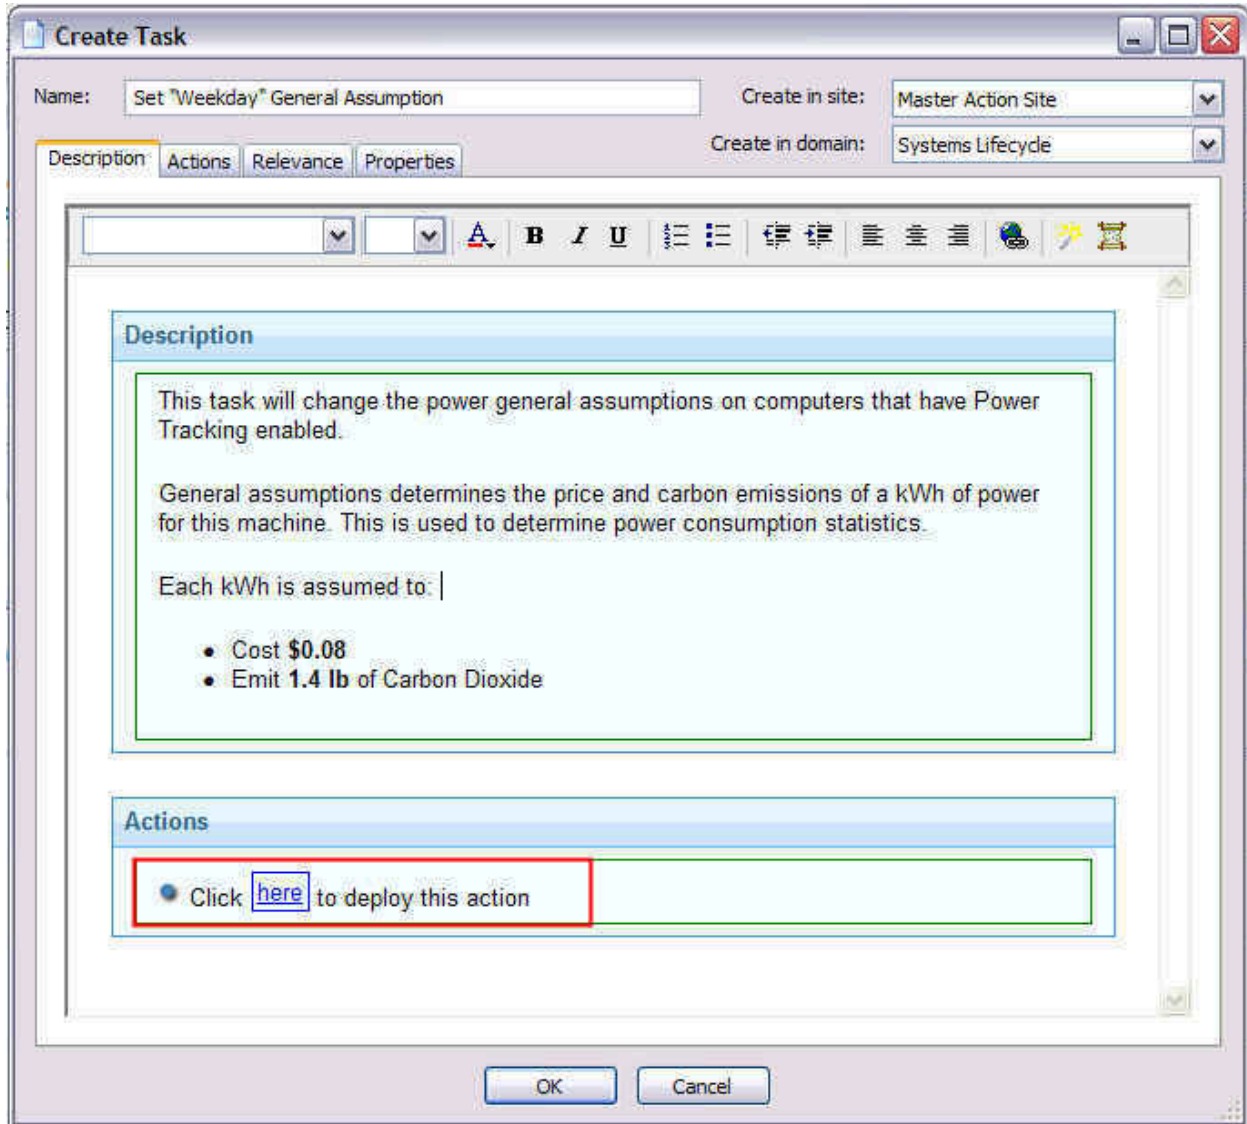 Create Task
Name: Set "Weekday" General Assumption
Create in site: Master Action Site
Create in domain: Systems Lifecycle
Description Actions Relevance Properties
A B I U
Description
This task will change the power general assumptions on computers that have Power
Tracking enabled.
General assumptions determines the price and carbon emissions of a kWh of power
for this machine. This is used to determine power consumption statistics.
Each kWh is assumed to:
• Cost $0.08
• Emit 1.4 lb of Carbon Dioxide
Actions
Click here to deploy this action
OK Cancel